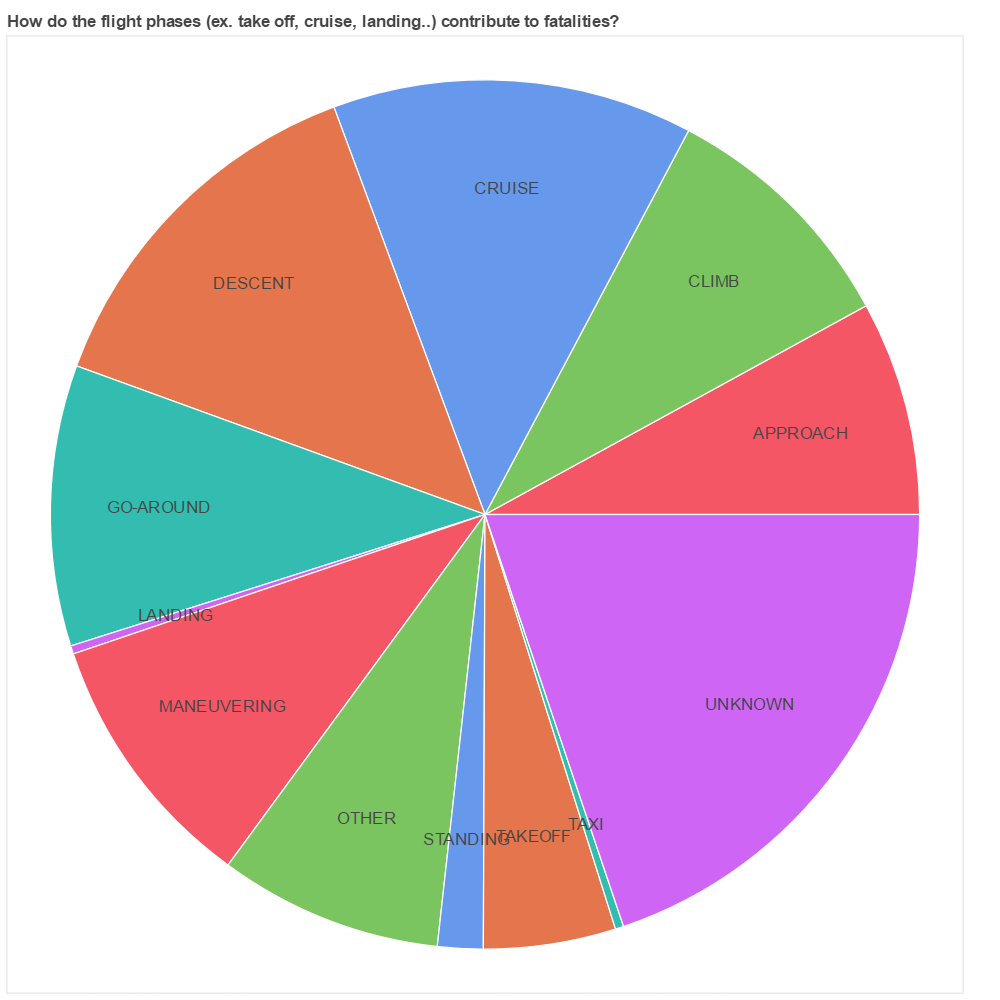 How do the flight phases (ex. take off, cruise, landing..) contribute to fatalities?
CRUISE
CLIMB
DESCENT
APPROACH
GO-AROUND
LANDING
UNKNOWN
MANEUVERING
OTHER
TAXI
STANDING
TAKEOFF